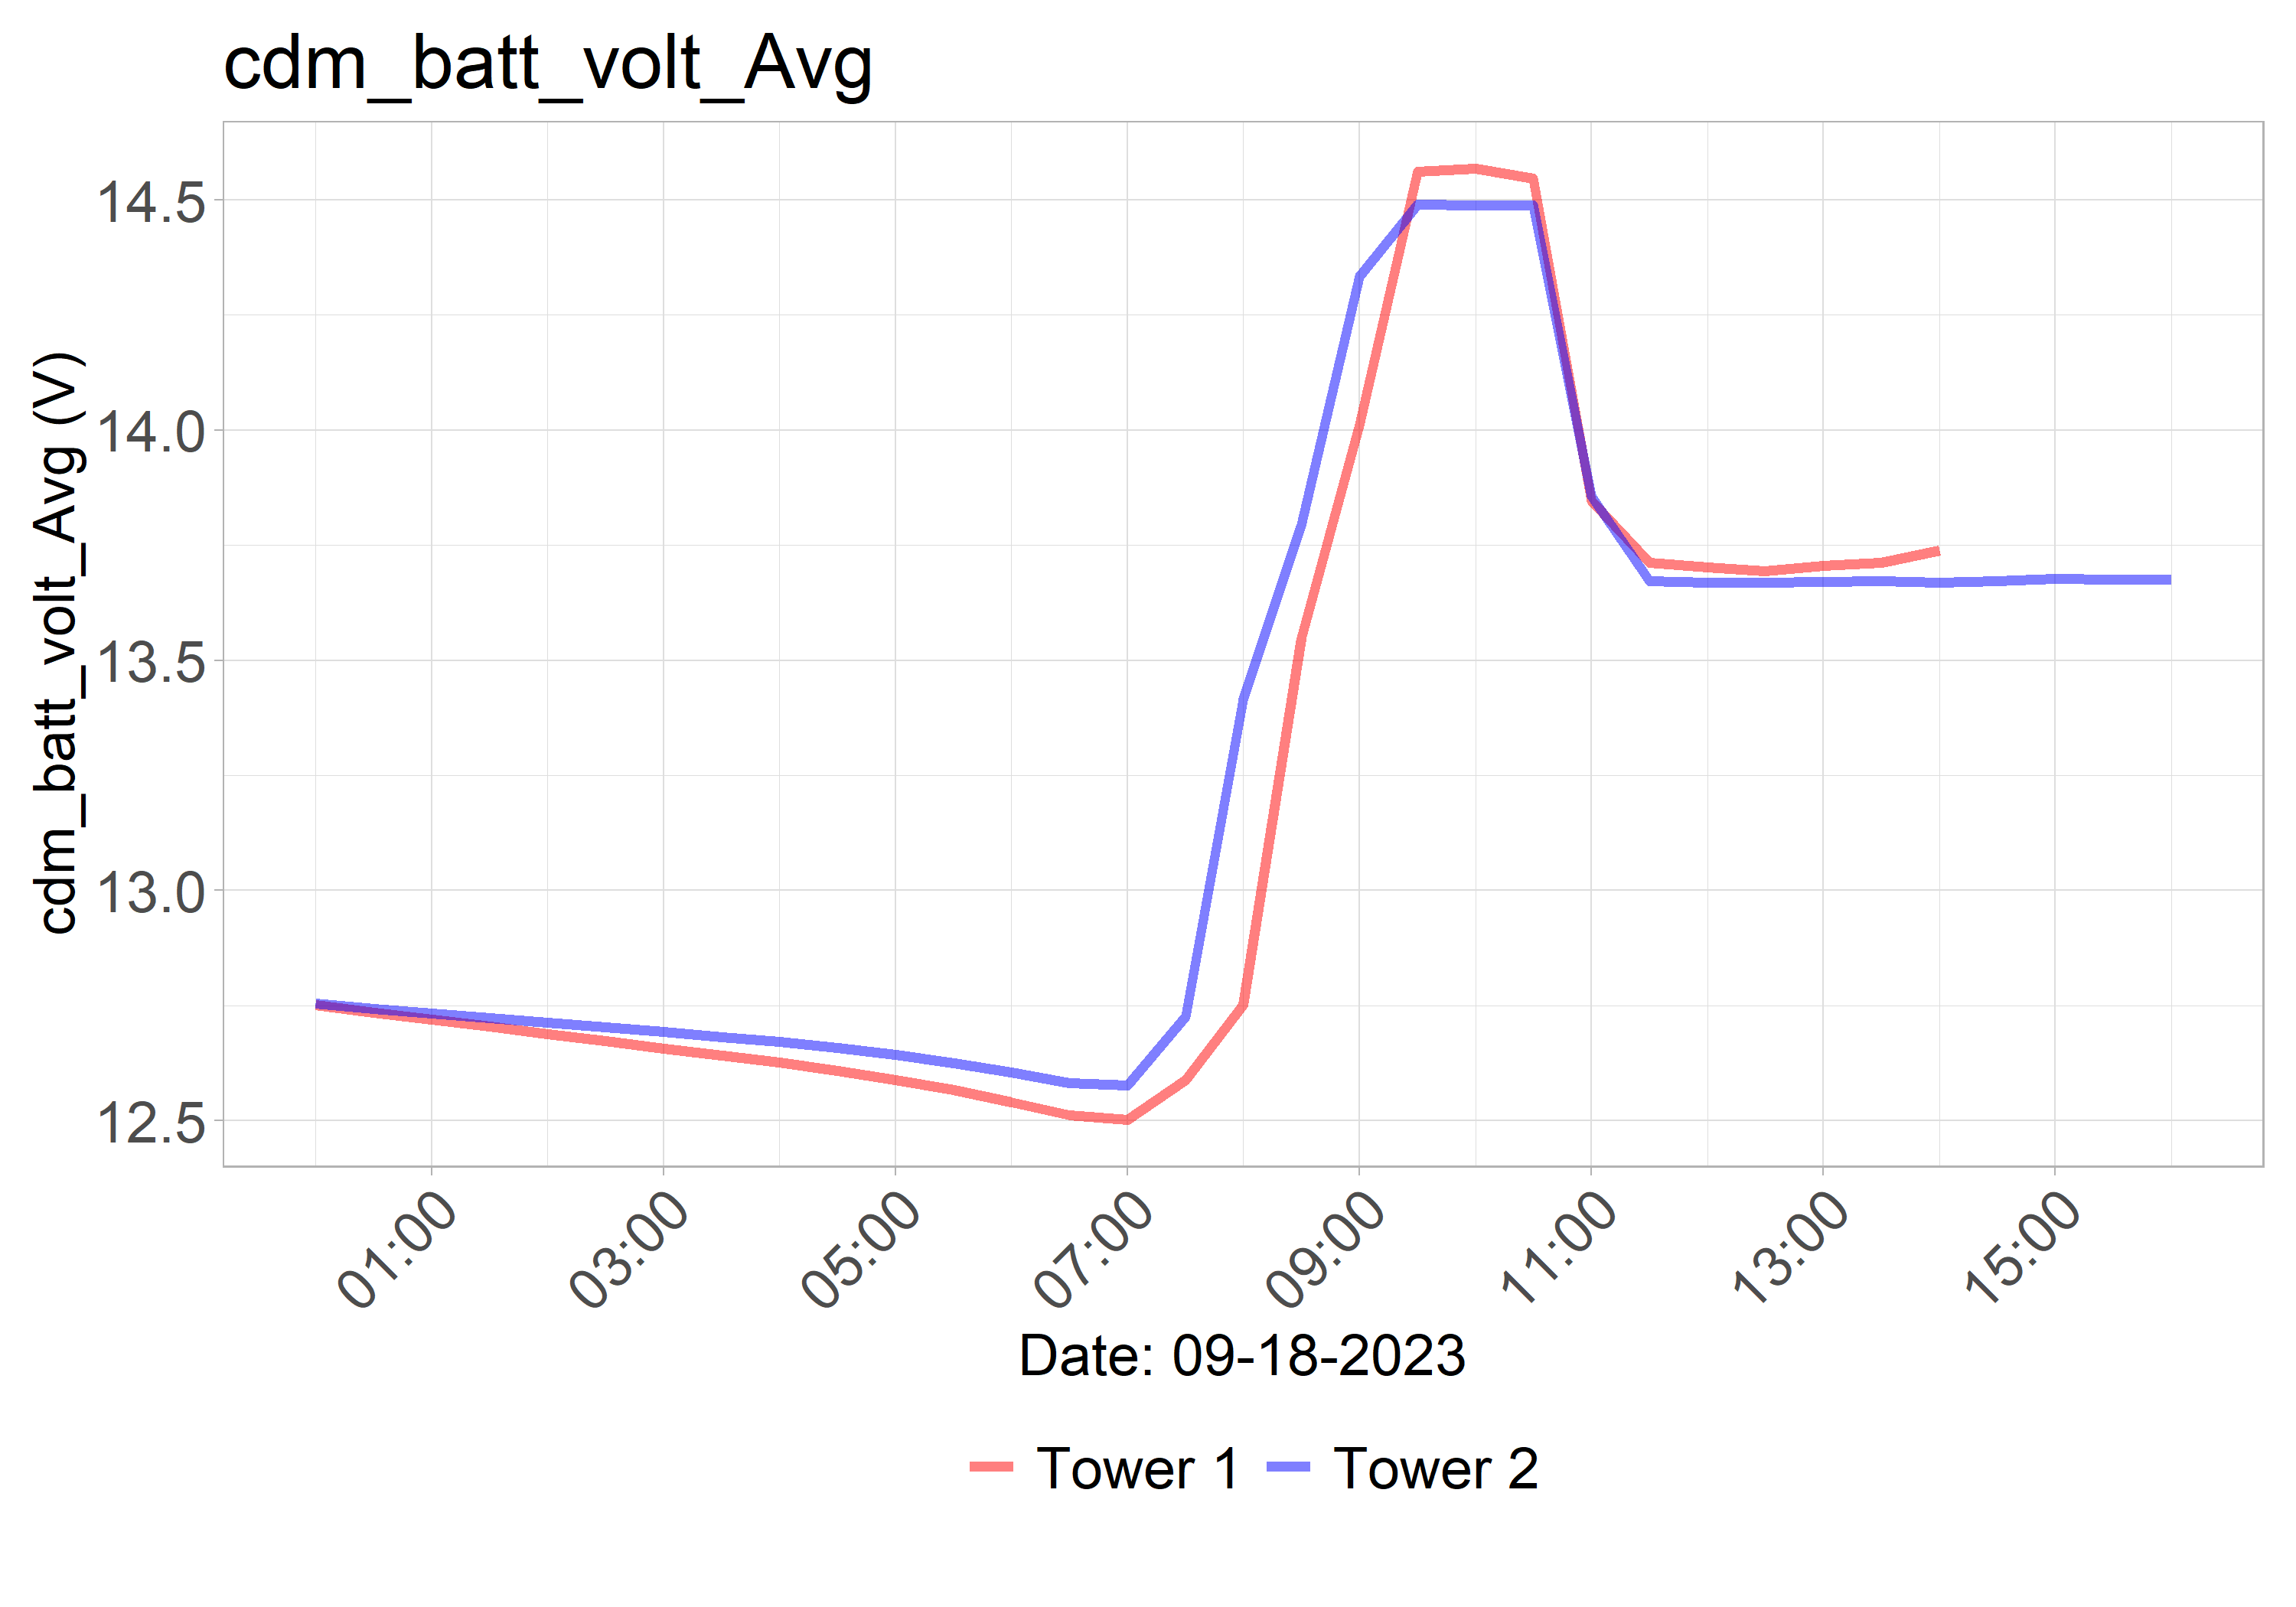 cdm_batt_volt_Avg
cdm_batt_volt_Avg (V)
14.5
14.0
13.5
13.0
12.5
01:00 03:00 05:00 07:00 09:00 11:00 13:00 15:00
Date: 09-18-2023
Tower 1 Tower 2